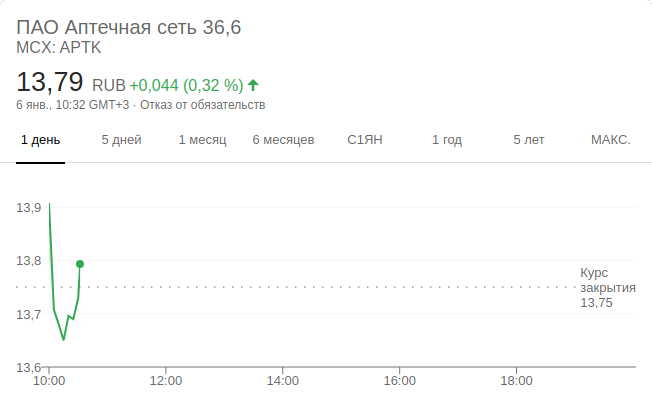 ПАО Аптечная сеть 36,6
MCX: APTK
13,79 RUB +0,044 (0,32 %)
6 янв., 10:32 GMT+3 · Отказ от обязательств
1 день 5 дней 1 месяц 6 месяцев С1ЯН 1 год 5 лет МАКС.
13,9
13,8
Курс
закрытия
13,75
13,7
13,6
10:00 12:00 14:00 16:00 18:00